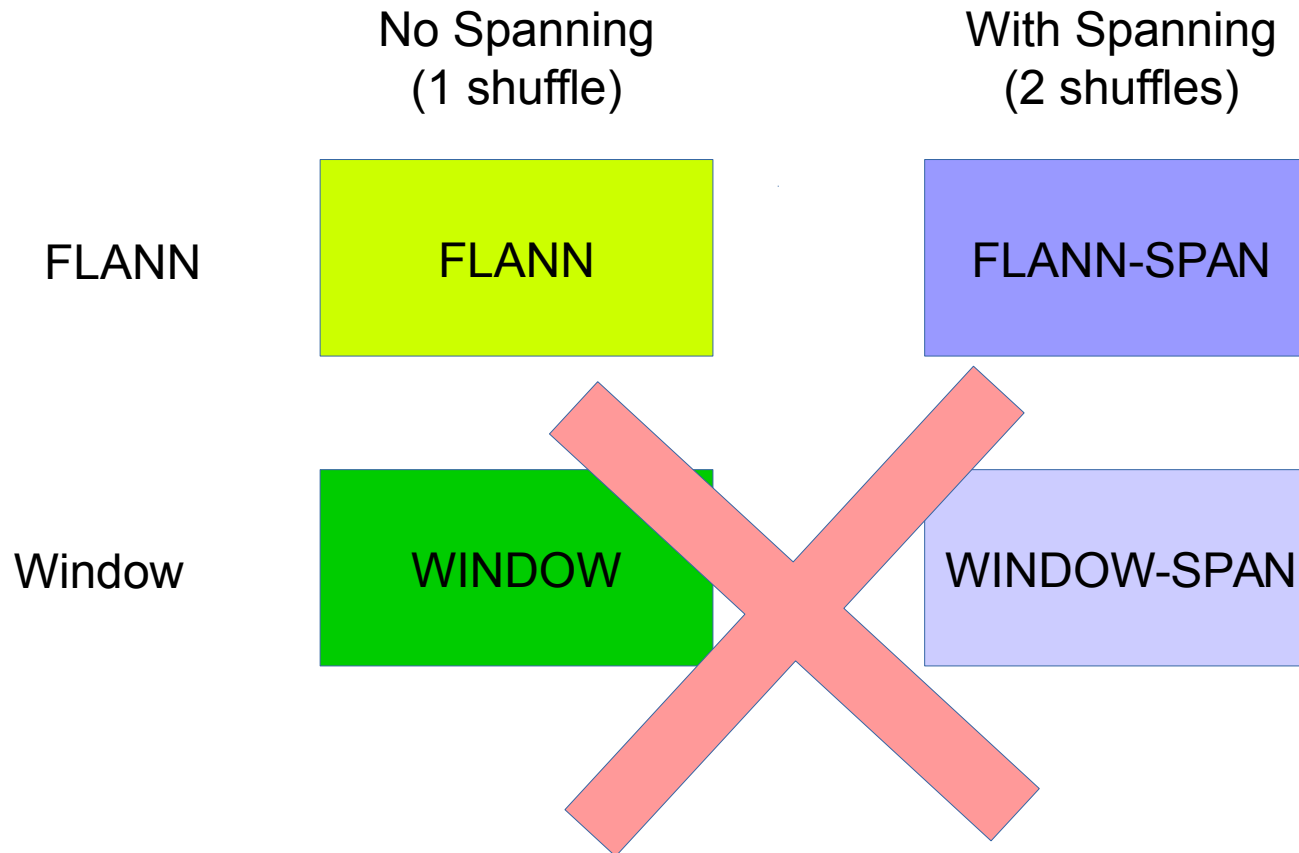 No Spanning
(1 shuffle)
With Spanning
(2 shuffles)
FLANN
FLANN
FLANN-SPAN
Window
WINDOW
WINDOW-SPAN